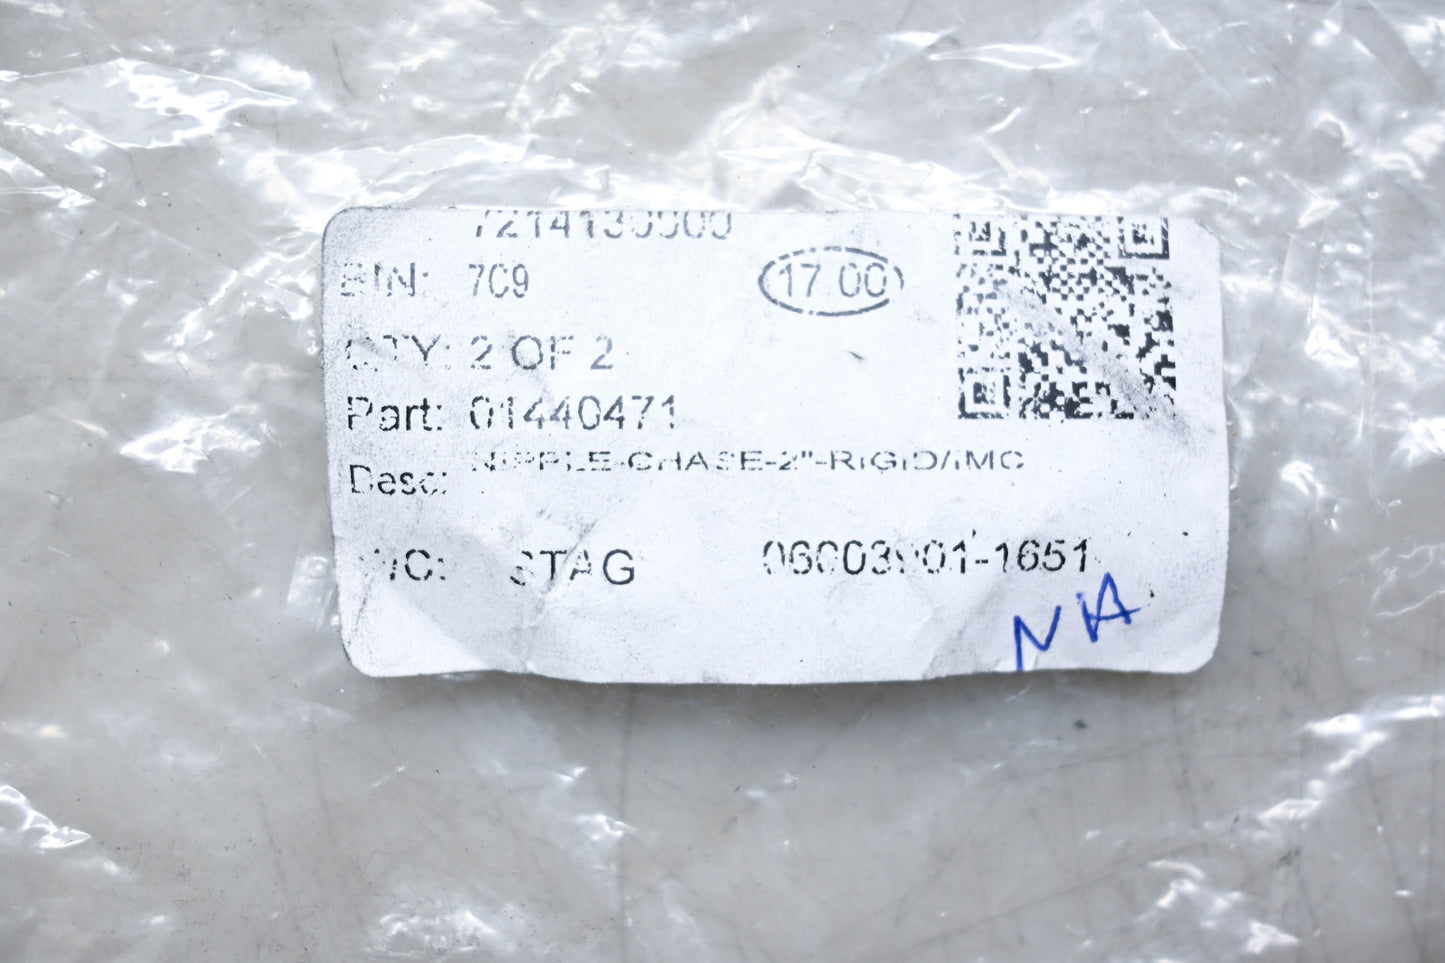 7214130000
BIN: 7C9 17.00
QTY: 2 OF 2
Part: 01440471
Desc: NIPPLE-CHASE-2"-RIGID/IMC
STAG 06003901-1651
NA